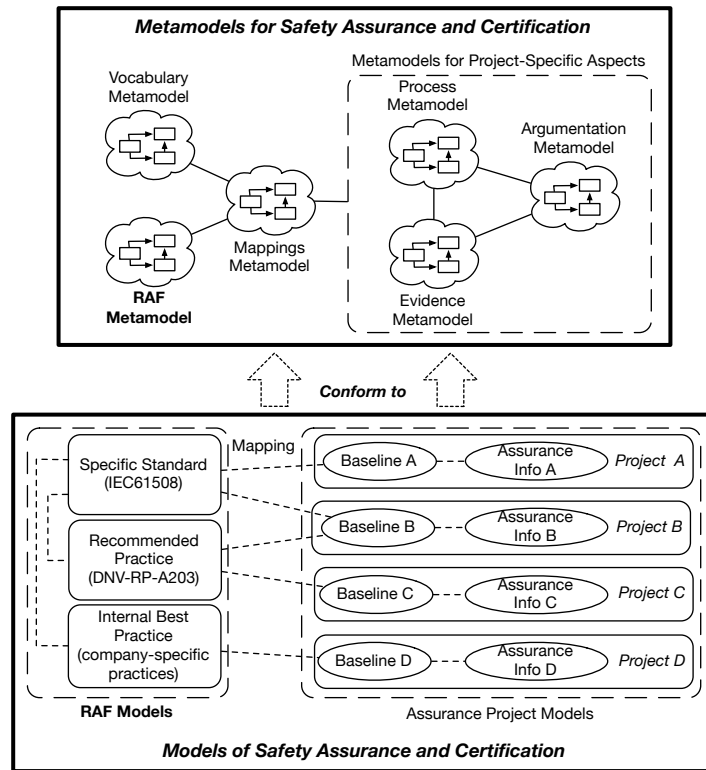 Metamodels for Safety Assurance and Certification
Metamodels for Project-Specific Aspects
Vocabulary
Metamodel
Process
Metamodel
Argumentation
Metamodel
Mappings
Metamodel
RAF
Metamodel
Evidence
Metamodel
Conform to
Mapping
Specific Standard
(IEC61508)
Recommended
Practice
(DNV-RP-A203)
Internal Best
Practice
(company-specific
practices)
RAF Models
Baseline A
Assurance
Info A
Project A
Baseline B
Assurance
Info B
Project B
Baseline C
Assurance
Info C
Project C
Baseline D
Assurance
Info D
Project D
Assurance Project Models
Models of Safety Assurance and Certification